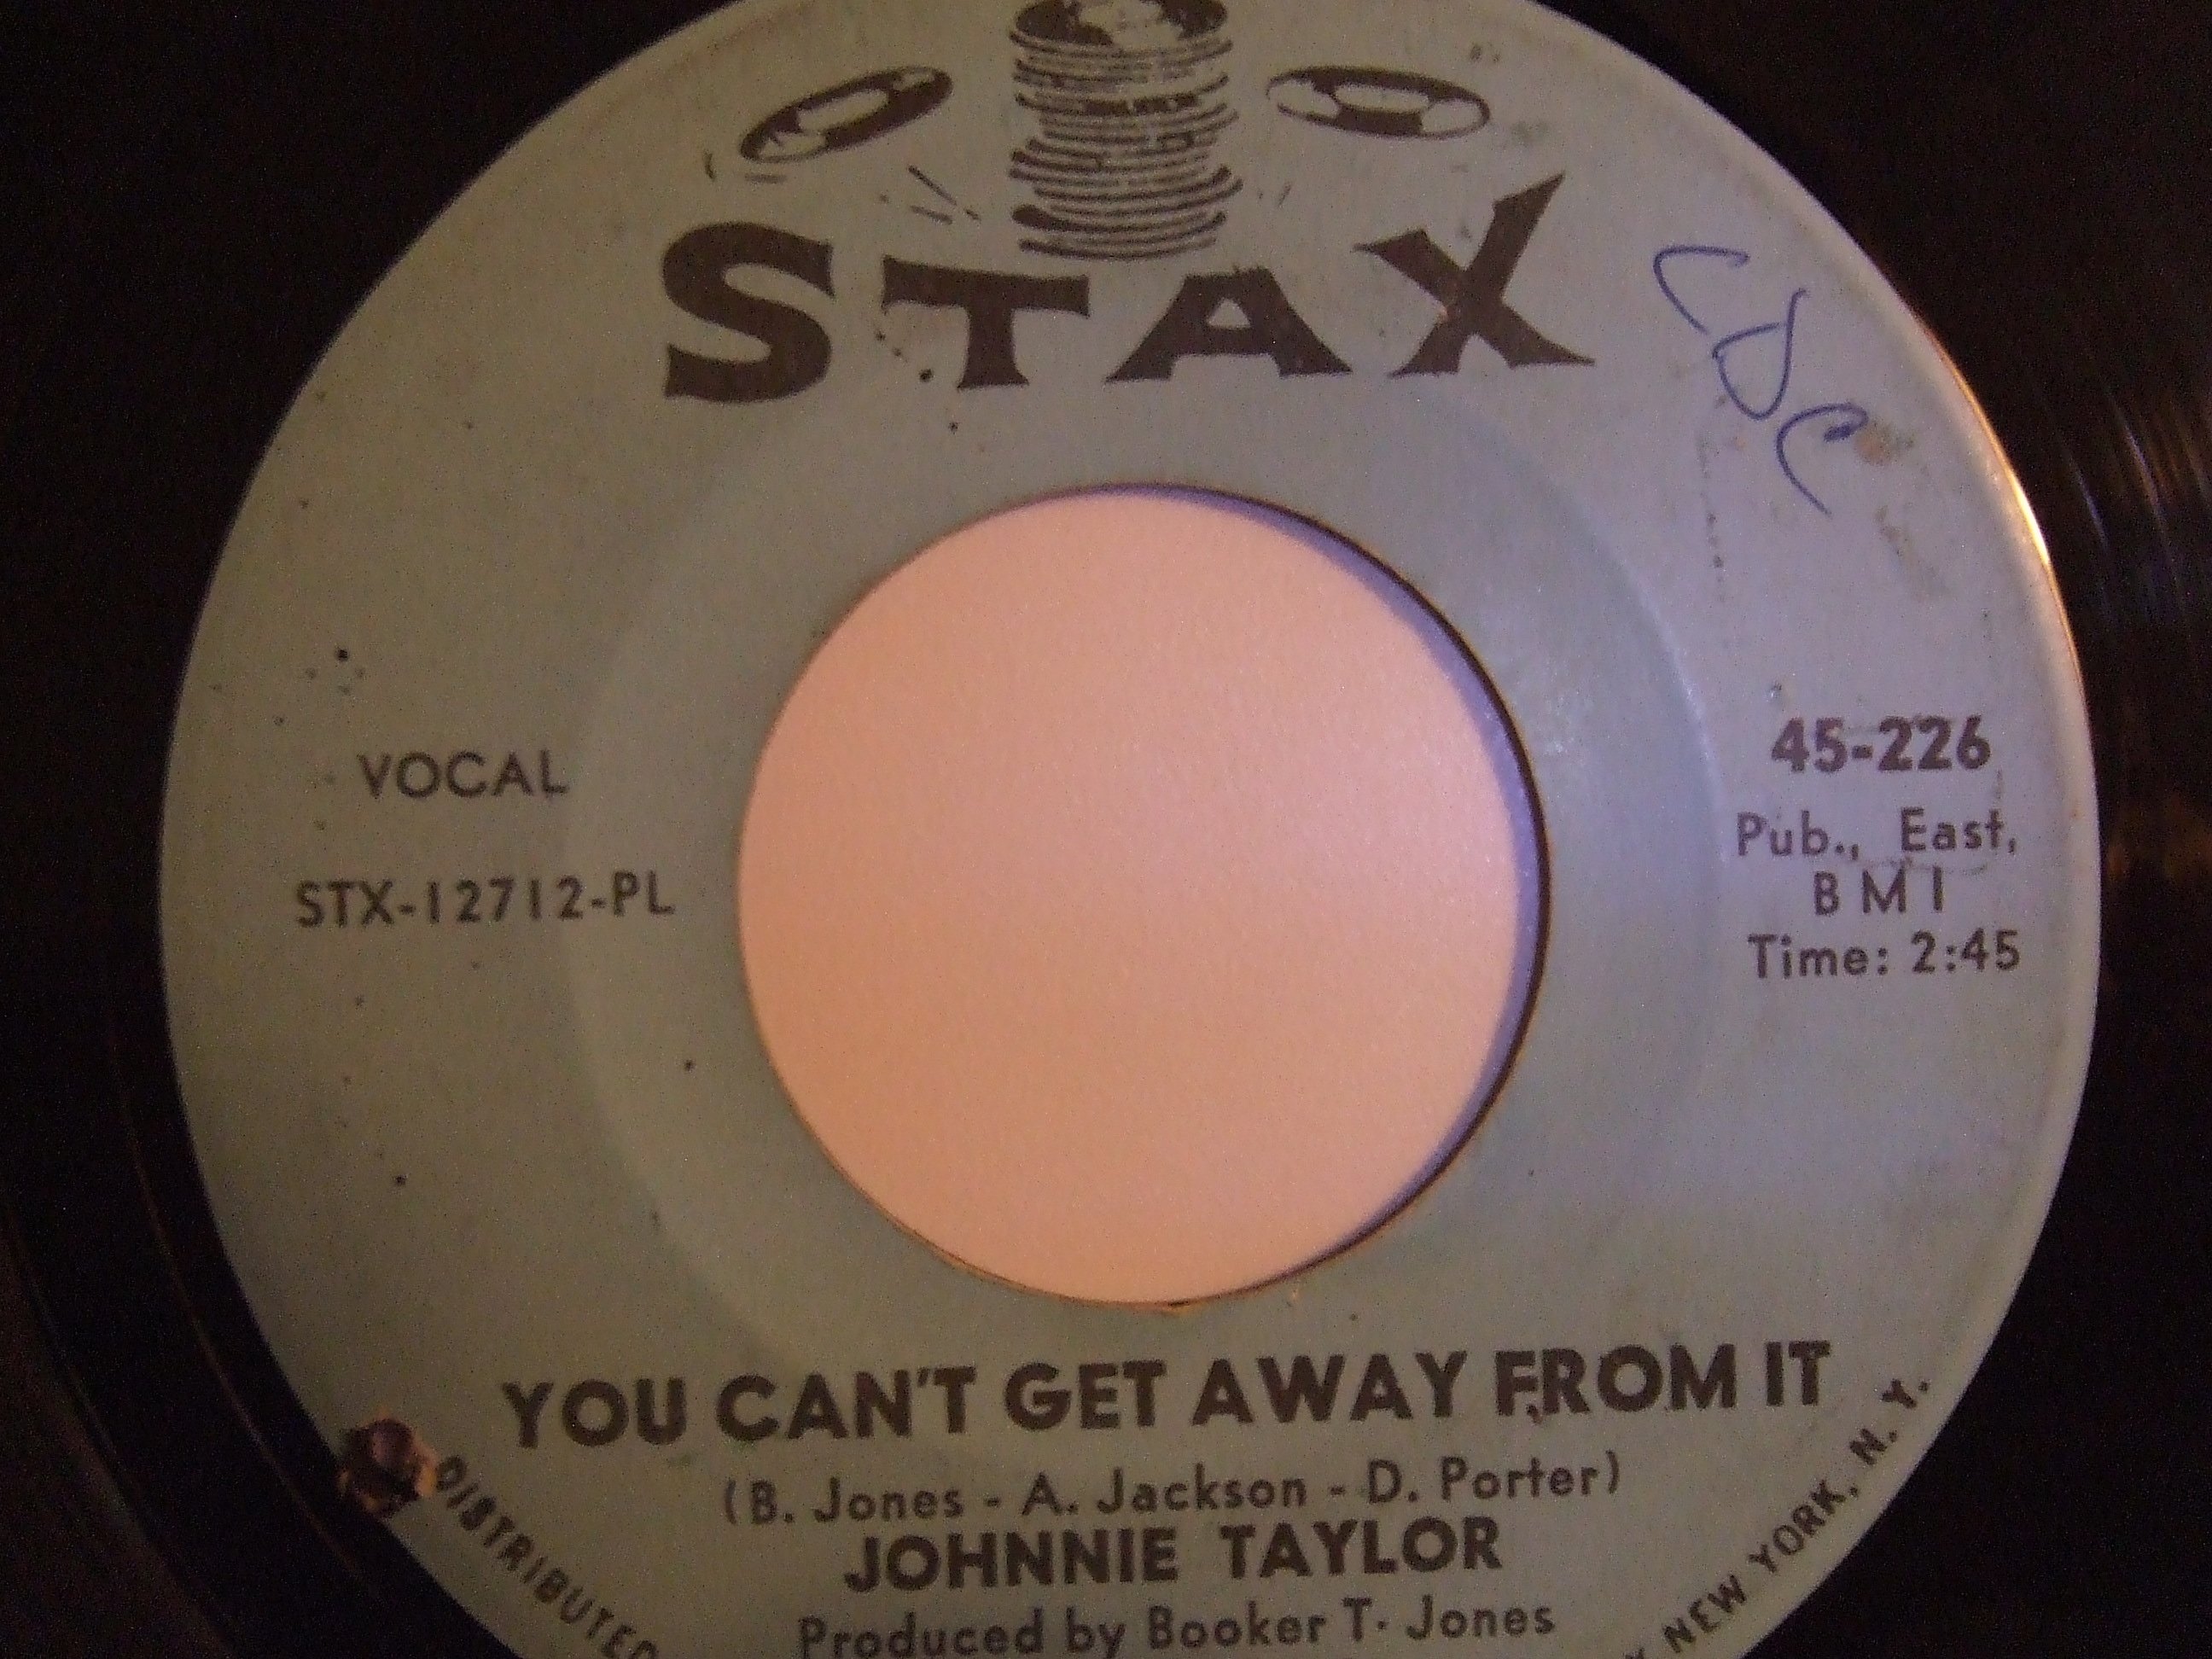 STAX
CDC
VOCAL
STX-12712-PL
45-226
Pub., East,
BMI
Time: 2:45
YOU CAN'T GET AWAY FROM IT
(B. Jones - A. Jackson - D. Porter)
JOHNNIE TAYLOR
Produced by Booker T. Jones
DISTRIBUTED
NEW YORK, N.Y.